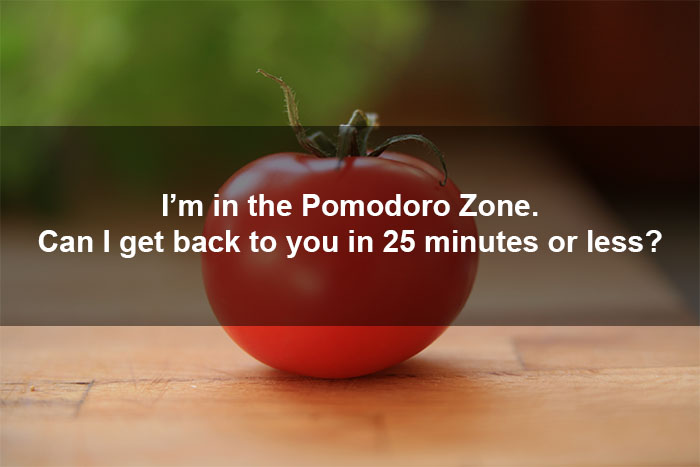 I’m in the Pomodoro Zone.
Can I get back to you in 25 minutes or less?